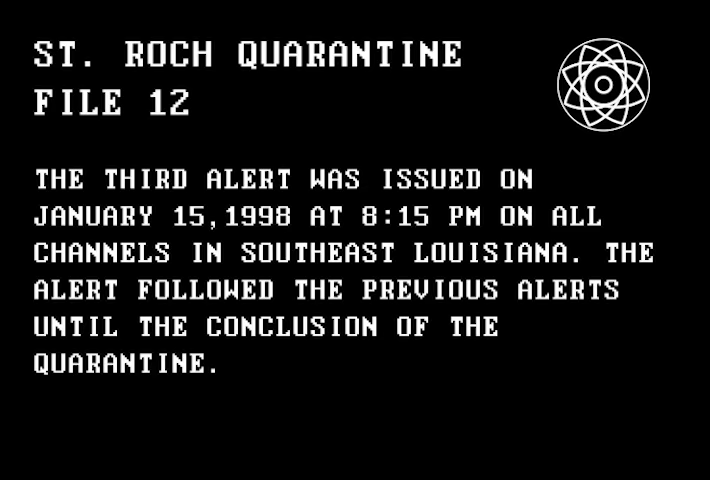 ST. ROCH QUARANTINE
FILE 12
THE THIRD ALERT WAS ISSUED ON
JANUARY 15,1998 AT 8:15 PM ON ALL
CHANNELS IN SOUTHEAST LOUISIANA. THE
ALERT FOLLOWED THE PREVIOUS ALERTS
UNTIL THE CONCLUSION OF THE
QUARANTINE.